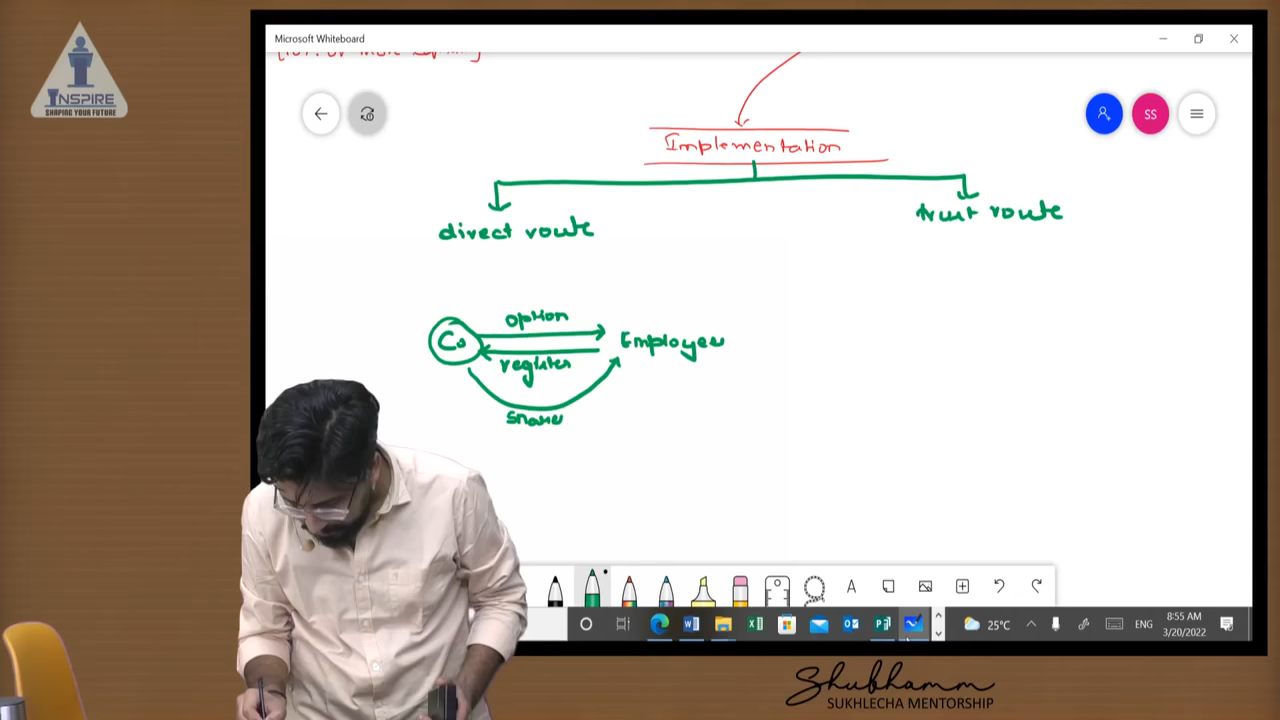 Microsoft Whiteboard
SS
Implementation
direct route
trust route
option
Co
Employee
register
share
INSPIRE
SHAPING YOUR FUTURE
A
25°C
ENG
8:55 AM
3/20/2022
Shubhamm
SUKHLECHA MENTORSHIP